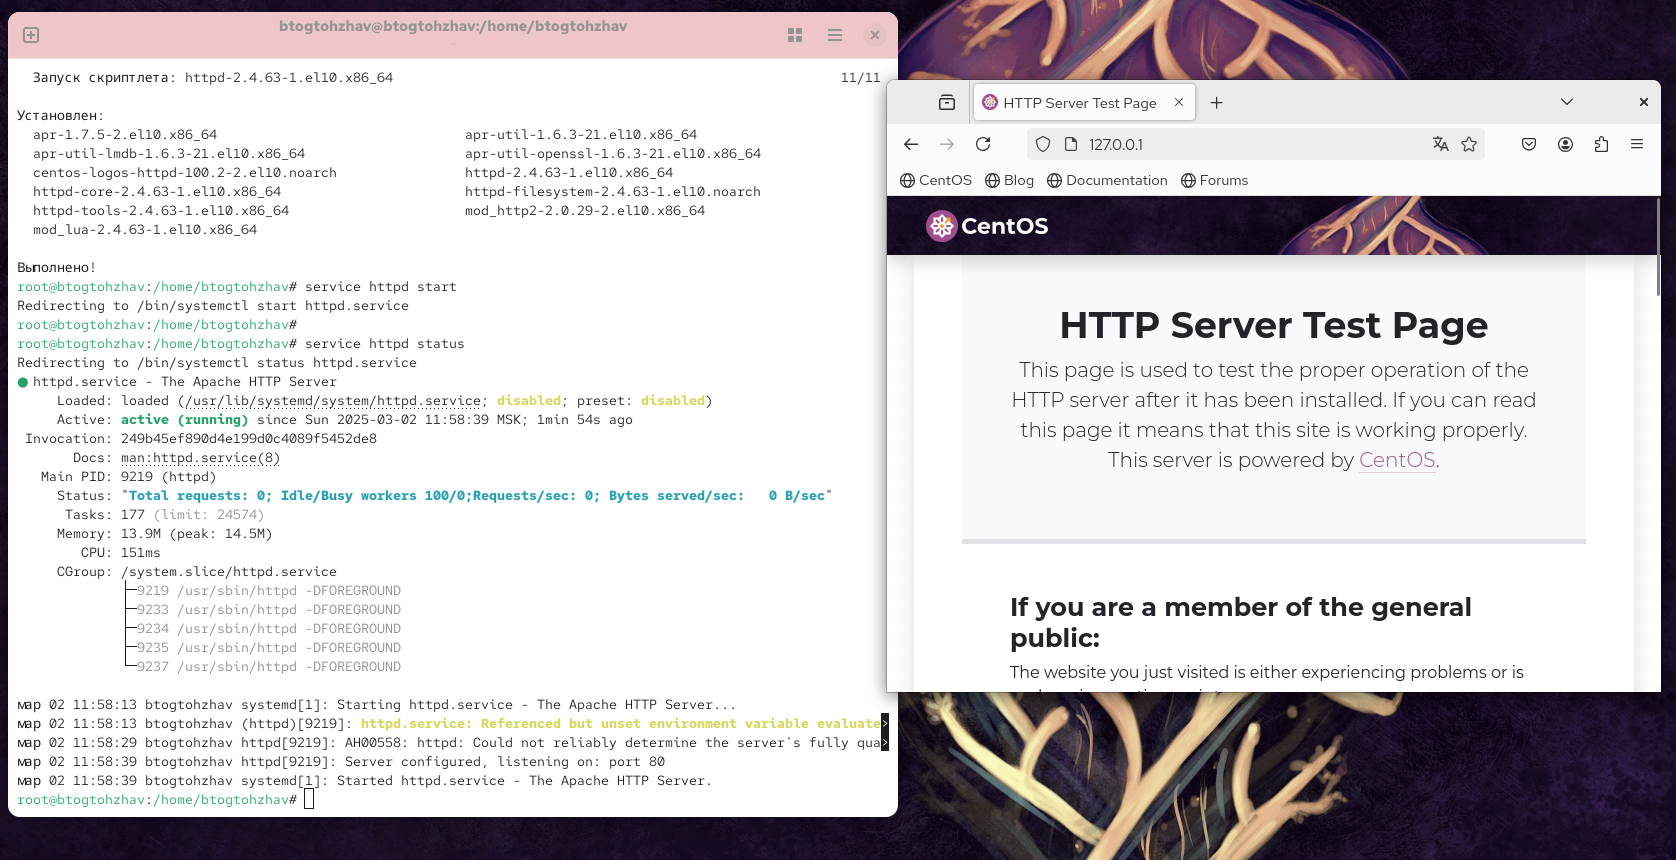 btogtohzhav@btogtohzhav:/home/btogtohzhav
~
Запуск скриптлета: httpd-2.4.63-1.el10.x86_64 11/11
Установлен:
apr-1.7.5-2.el10.x86_64 apr-util-1.6.3-21.el10.x86_64
apr-util-lmdb-1.6.3-21.el10.x86_64 apr-util-openssl-1.6.3-21.el10.x86_64
centos-logos-httpd-100.2-2.el10.noarch httpd-2.4.63-1.el10.x86_64
httpd-core-2.4.63-1.el10.x86_64 httpd-filesystem-2.4.63-1.el10.noarch
httpd-tools-2.4.63-1.el10.x86_64 mod_http2-2.0.29-2.el10.x86_64
mod_lua-2.4.63-1.el10.x86_64
Выполнено!
root@btogtohzhav:/home/btogtohzhav# service httpd start
Redirecting to /bin/systemctl start httpd.service
root@btogtohzhav:/home/btogtohzhav#
root@btogtohzhav:/home/btogtohzhav# service httpd status
Redirecting to /bin/systemctl status httpd.service
● httpd.service - The Apache HTTP Server
Loaded: loaded (/usr/lib/systemd/system/httpd.service; disabled; preset: disabled)
Active: active (running) since Sun 2025-03-02 11:58:39 MSK; 1min 54s ago
Invocation: 249b45ef890d4e199d0c4089f5452de8
Docs: man:httpd.service(8)
Main PID: 9219 (httpd)
Status: "Total requests: 0; Idle/Busy workers 100/0;Requests/sec: 0; Bytes served/sec:   0 B/sec"
Tasks: 177 (limit: 24574)
Memory: 13.9M (peak: 14.5M)
CPU: 151ms
CGroup: /system.slice/httpd.service
├─9219 /usr/sbin/httpd -DFOREGROUND
├─9233 /usr/sbin/httpd -DFOREGROUND
├─9234 /usr/sbin/httpd -DFOREGROUND
├─9235 /usr/sbin/httpd -DFOREGROUND
└─9237 /usr/sbin/httpd -DFOREGROUND
мар 02 11:58:13 btogtohzhav systemd[1]: Starting httpd.service - The Apache HTTP Server...
мар 02 11:58:13 btogtohzhav (httpd)[9219]: httpd.service: Referenced but unset environment variable evaluate>
мар 02 11:58:29 btogtohzhav httpd[9219]: AH00558: httpd: Could not reliably determine the server's fully qua>
мар 02 11:58:39 btogtohzhav httpd[9219]: Server configured, listening on: port 80
мар 02 11:58:39 btogtohzhav systemd[1]: Started httpd.service - The Apache HTTP Server.
root@btogtohzhav:/home/btogtohzhav#
HTTP Server Test Page
127.0.0.1
CentOS Blog Documentation Forums
CentOS
HTTP Server Test Page
This page is used to test the proper operation of the
HTTP server after it has been installed. If you can read
this page it means that this site is working properly.
This server is powered by CentOS.
If you are a member of the general
public:
The website you just visited is either experiencing problems or is